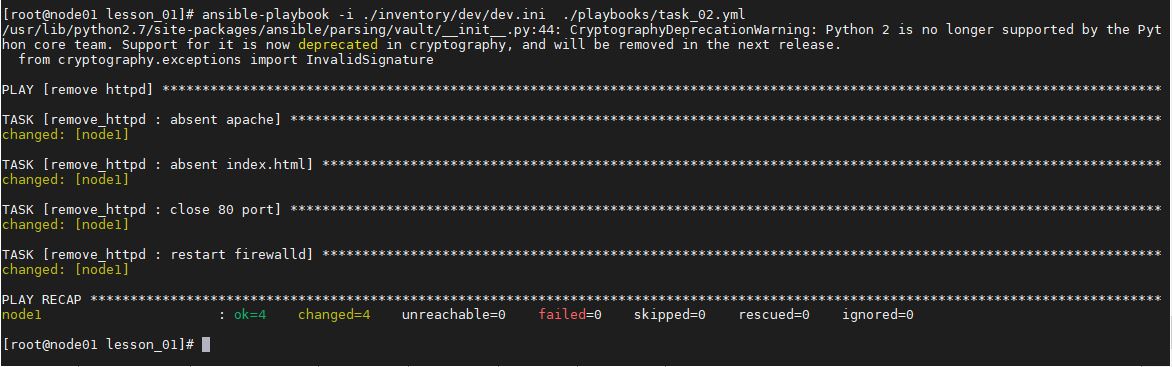 [root@node01 lesson_01]# ansible-playbook -i ./inventory/dev/dev.ini  ./playbooks/task_02.yml
/usr/lib/python2.7/site-packages/ansible/parsing/vault/__init__.py:44: CryptographyDeprecationWarning: Python 2 is no longer supported by the Pyt
hon core team. Support for it is now deprecated in cryptography, and will be removed in the next release.
  from cryptography.exceptions import InvalidSignature
PLAY [remove httpd] ****************************************************************************************************************************
TASK [remove_httpd : absent apache] ************************************************************************************************************
changed: [node1]
TASK [remove_httpd : absent index.html] ********************************************************************************************************
changed: [node1]
TASK [remove_httpd : close 80 port] ************************************************************************************************************
changed: [node1]
TASK [remove_httpd : restart firewalld] ********************************************************************************************************
changed: [node1]
PLAY RECAP *************************************************************************************************************************************
node1                      : ok=4    changed=4    unreachable=0    failed=0    skipped=0    rescued=0    ignored=0
[root@node01 lesson_01]#